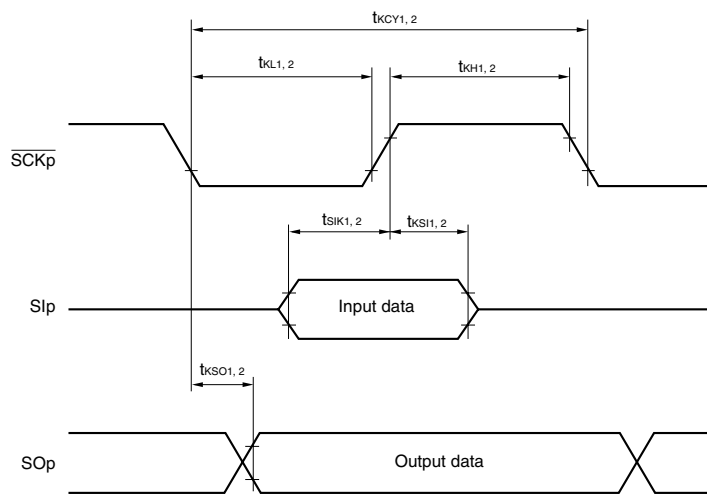 tKCY1, 2
tKL1, 2
tKH1, 2
SCKp
tSIK1, 2
tKSI1, 2
SIp
Input data
tKSO1, 2
SOp
Output data